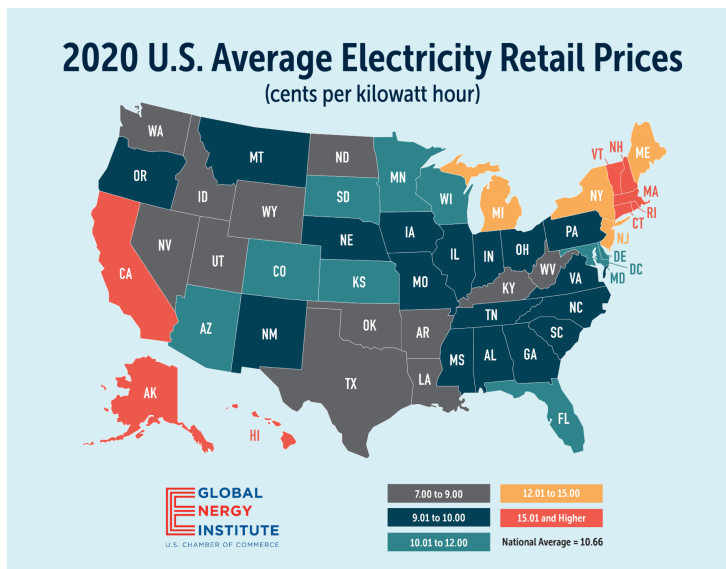 2020 U.S. Average Electricity Retail Prices
(cents per kilowatt hour)
WA
MT
ND
MN
VT
NH
ME
OR
ID
SD
WI
MI
NY
MA
RI
CT
WY
NJ
NV
NE
IA
PA
CA
UT
CO
KS
MO
IL
IN
OH
WV
DE
DC
MD
VA
KY
NC
TN
AZ
NM
OK
AR
SC
MS
AL
GA
TX
LA
FL
AK
HI
GLOBAL
ENERGY
INSTITUTE
U.S. CHAMBER OF COMMERCE
7.00 to 9.00
12.01 to 15.00
9.01 to 10.00
15.01 and Higher
10.01 to 12.00
National Average = 10.66